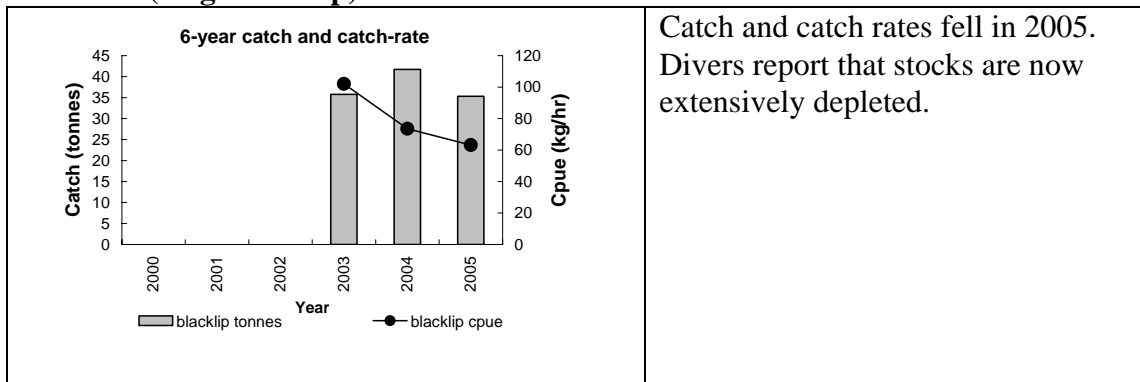 6-year catch and catch-rate
45
40
35
30
25
20
15
10
5
0
Catch (tonnes)
120
100
80
60
40
20
0
Cpue (kg/hr)
2000
2001
2002
2003
2004
2005
Year
blacklip tonnes
blacklip cpue
Catch and catch rates fell in 2005.
Divers report that stocks are now
extensively depleted.